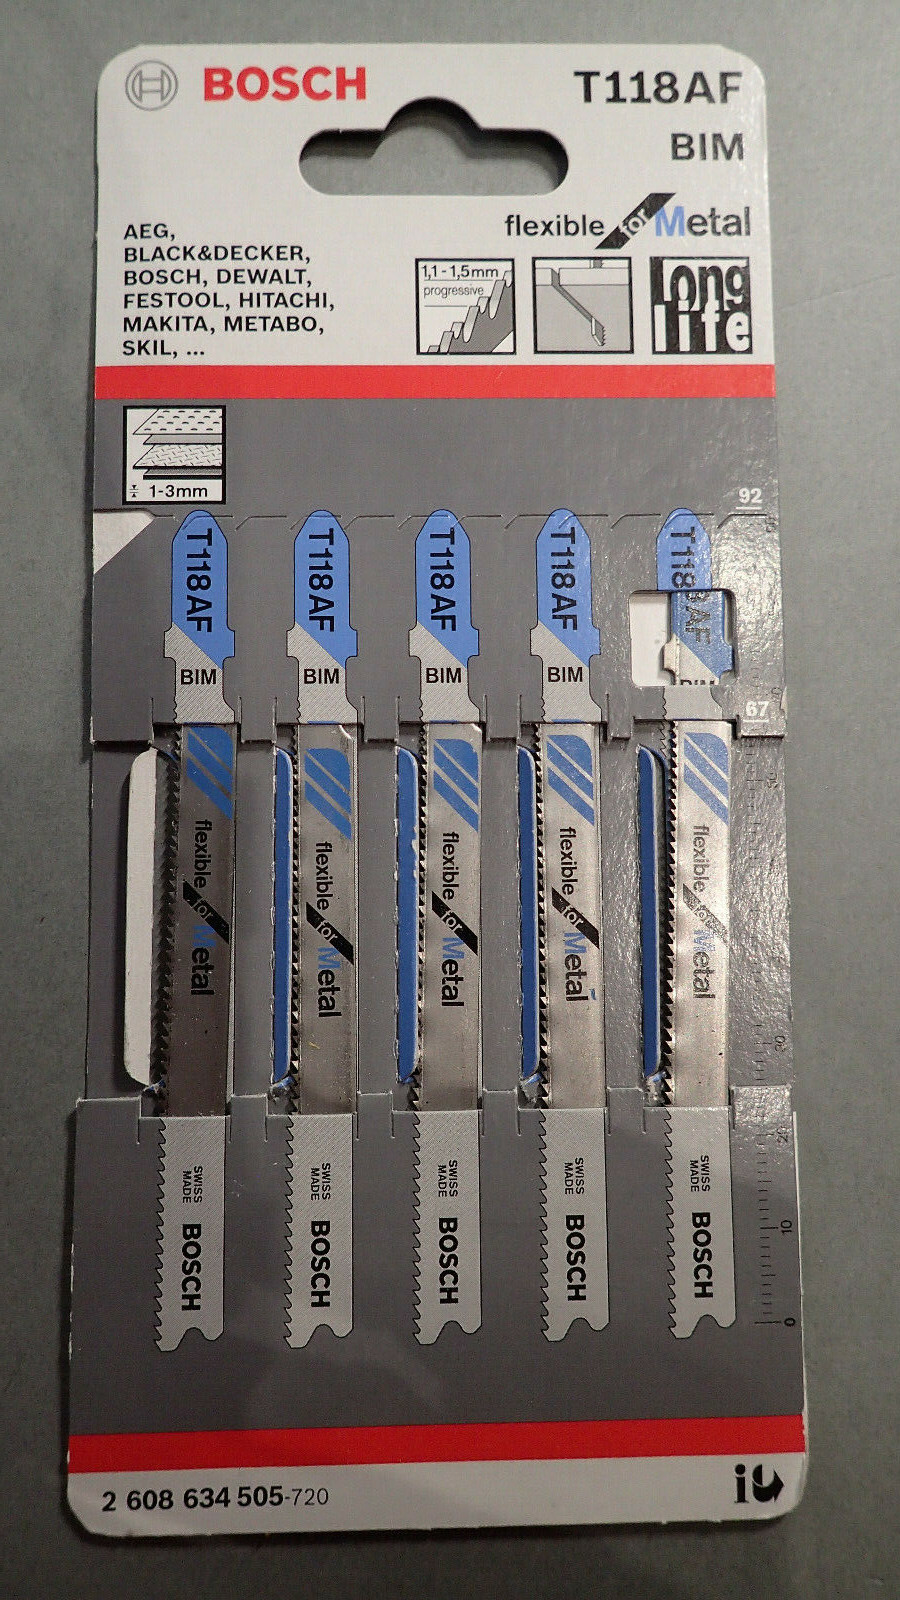 BOSCH
T118AF
BIM
flexible for Metal
AEG,
BLACK&DECKER,
BOSCH, DEWALT,
FESTOOL, HITACHI,
MAKITA, METABO,
SKIL, ...
1,1-1,5mm
progressive
long
life
1-3mm
92
T118AF
T118AF
T118AF
T118AF
T118AF
BIM
BIM
BIM
BIM
BIM
67
flexible for Metal
flexible for Metal
flexible for Metal
flexible for Metal
flexible for Metal
SWISS
MADE
BOSCH
SWISS
MADE
BOSCH
SWISS
MADE
BOSCH
SWISS
MADE
BOSCH
SWISS
MADE
BOSCH
10
0
2 608 634 505-720